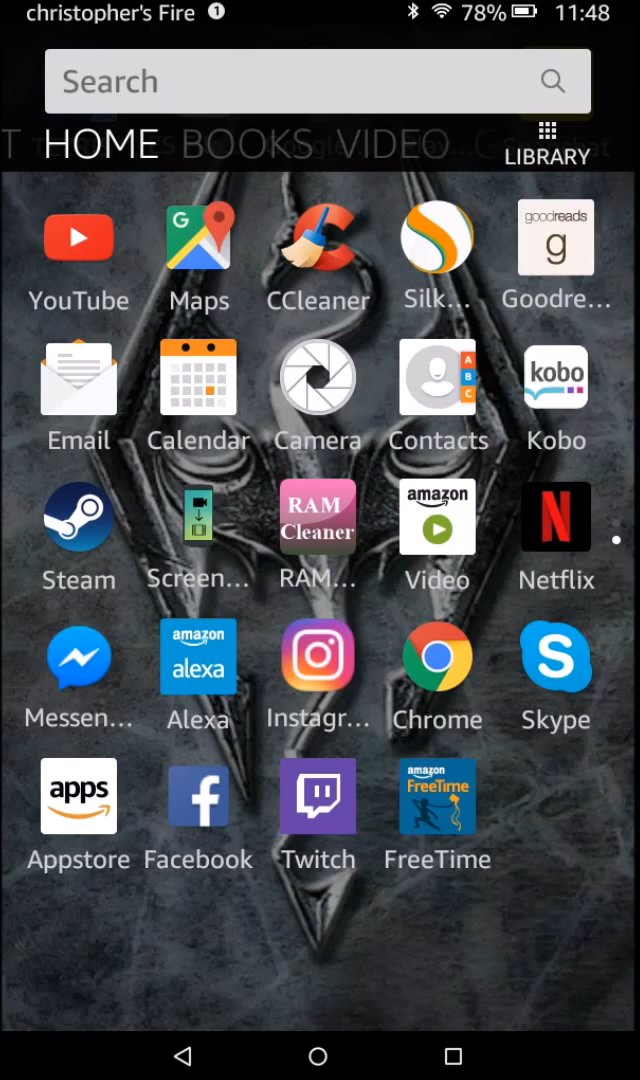 christopher's Fire 1 78% 11:48
Search
T HOME BOOKS VIDEO
LIBRARY
G
goodreads
g
YouTube Maps CCleaner Silk... Goodre...
A
B
C
kobo
Email Calendar Camera Contacts Kobo
RAM
Cleaner
amazon
N
Steam Screen... RAM... Video Netflix
amazon
alexa
S
Messen... Alexa Instagr... Chrome Skype
apps
f
amazon
FreeTime
Appstore Facebook Twitch FreeTime